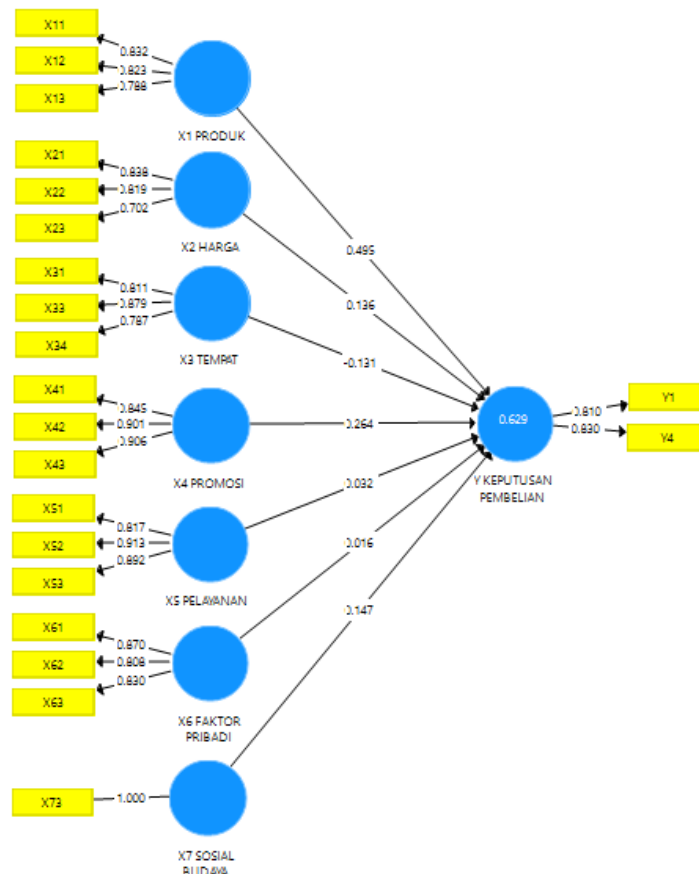 X11
0.832
X12
0.823
X13
0.788
X1 PRODUK
X21
0.838
X22
0.819
X23
0.702
X2 HARGA
X31
0.811
X33
0.879
X34
0.787
X3 TEMPAT
X41
0.845
X42
0.901
X43
0.906
X4 PROMOSI
X51
0.817
X52
0.913
X53
0.892
X5 PELAYANAN
X61
0.870
X62
0.808
X63
0.830
X6 FAKTOR
PRIBADI
X73
1.000
X7 SOSIAL
BUDAYA
0.495
0.136
-0.131
0.264
0.032
0.016
0.147
0.629
Y KEPUTUSAN
PEMBELIAN
0.810
Y1
0.830
Y4